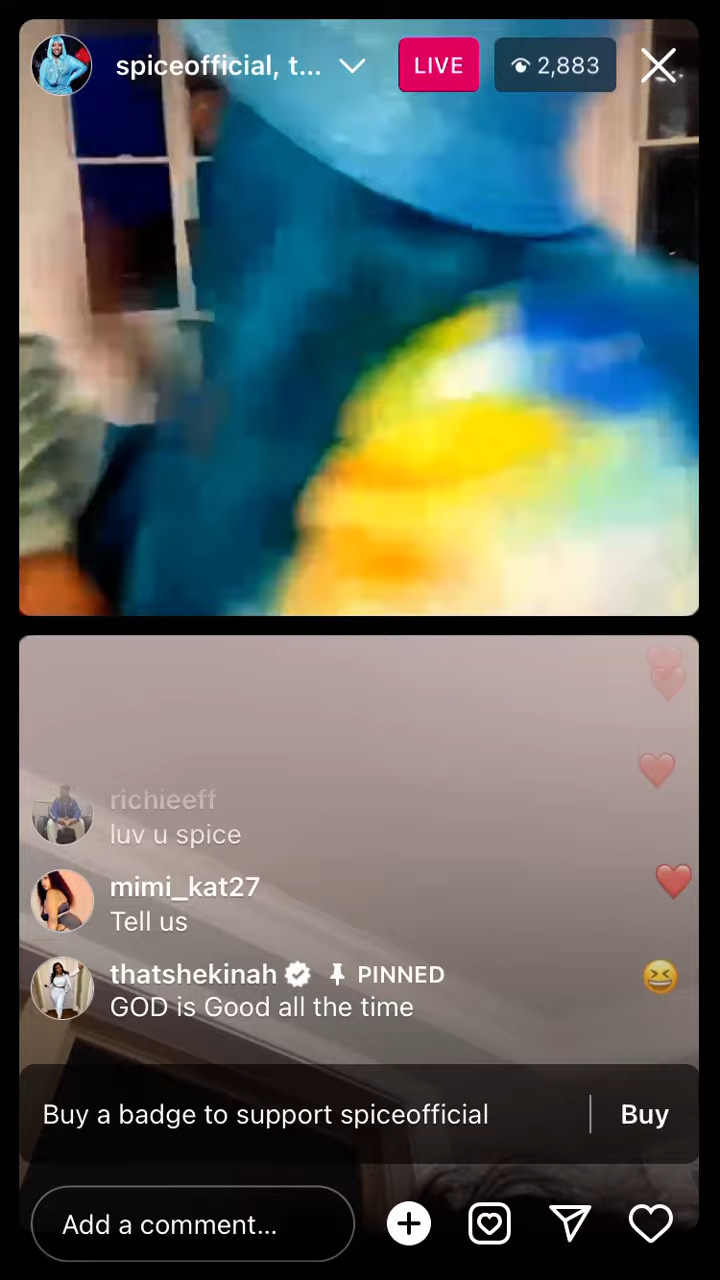 spiceofficial, t...
LIVE
2,883
richieeff
luv u spice
mimi_kat27
Tell us
thatshekinah PINNED
GOD is Good all the time
Buy a badge to support spiceofficial
Buy
Add a comment...